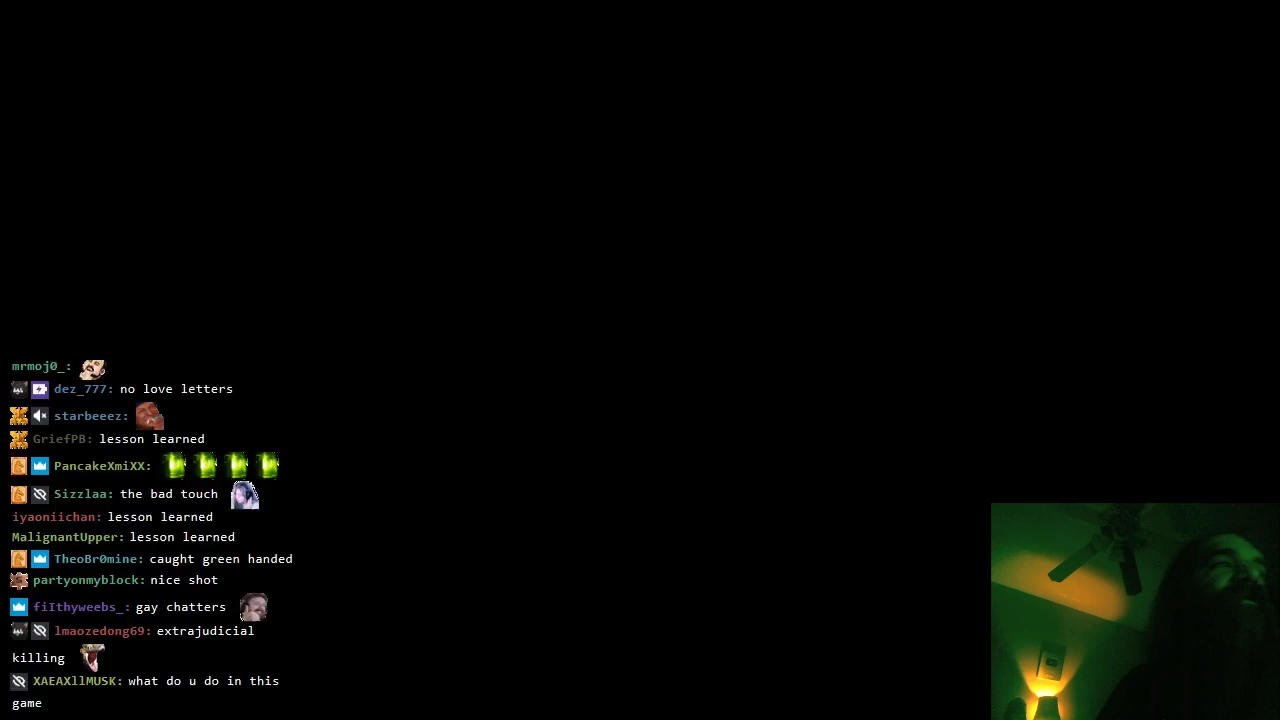 mrmoj0_:
dez_777: no love letters
starbeeez:
GriefPB: lesson learned
PancakeXmiXX:
Sizzlaa: the bad touch
iyaoniichan: lesson learned
MalignantUpper: lesson learned
TheoBr0mine: caught green handed
partyonmyblock: nice shot
fiIthyweebs_: gay chatters
lmaozedong69: extrajudicial
killing
XAEAXllMUSK: what do u do in this
game